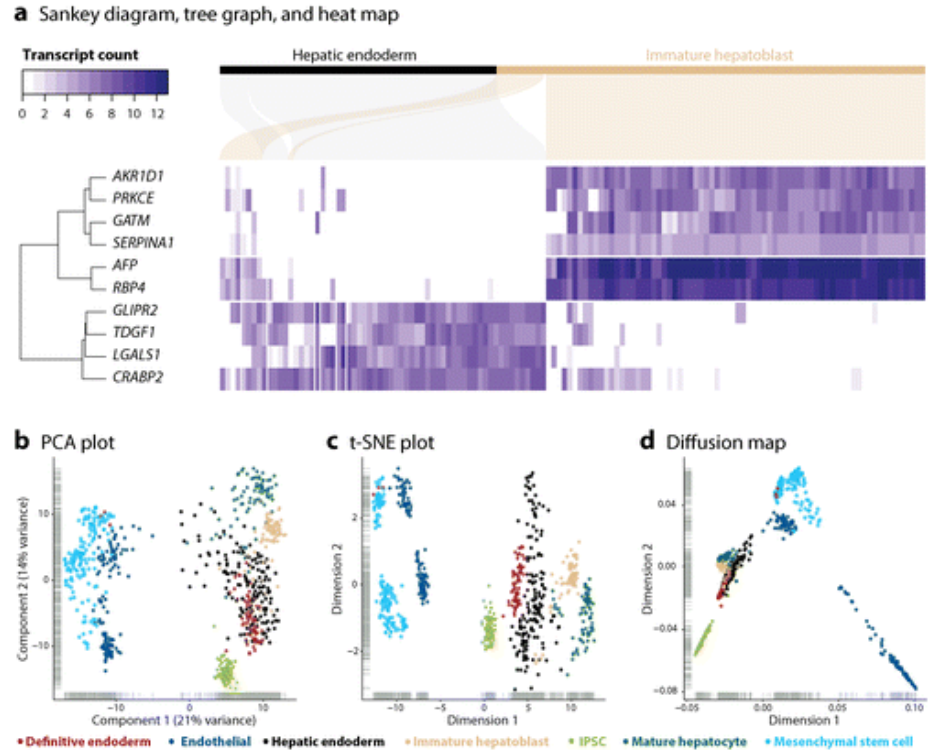 a Sankey diagram, tree graph, and heat map
Transcript count
0 2 4 6 8 10 12
Hepatic endoderm
Immature hepatoblast
AKR1D1
PRKCE
GATM
SERPINA1
AFP
RBP4
GLIPR2
TDGF1
LGALS1
CRABP2
b PCA plot
Component 2 (14% variance)
10
0
−10
−10 0 10
Component 1 (21% variance)
c t-SNE plot
Dimension 2
2
0
−2
−10 −5 0 5 10
Dimension 1
d Diffusion map
Dimension 2
0.04
0.00
−0.04
−0.08
−0.05 0.00 0.05 0.10
Dimension 1
Definitive endoderm Endothelial Hepatic endoderm Immature hepatoblast IPSC Mature hepatocyte Mesenchymal stem cell